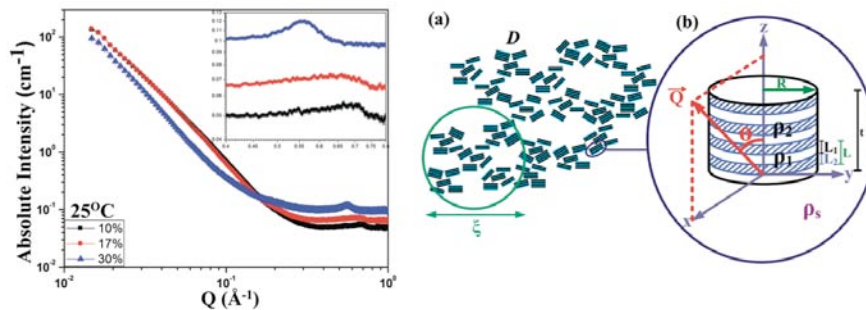 Absolute Intensity (cm⁻¹)
10²
10¹
10⁰
10⁻¹
10⁻²
25°C
10%
17%
30%
10⁻²
10⁻¹
10⁰
Q (Å⁻¹)
(a)
D
ξ
(b)
z
R
Q
θ
ρ₂
ρ₁
t
L₁
L₂
L
y
x
ρₛ